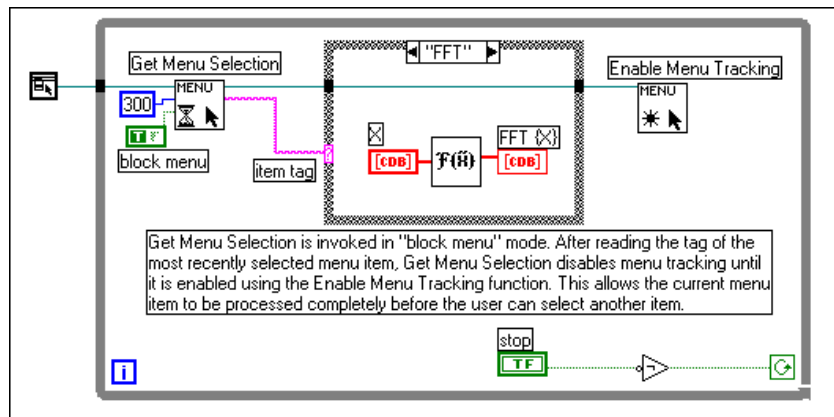 "FFT"
Get Menu Selection
Enable Menu Tracking
MENU
MENU
300
T F
block menu
item tag
?
X
FFT {X}
[CDB]
F(x)
[CDB]
Get Menu Selection is invoked in "block menu" mode. After reading the tag of the
most recently selected menu item, Get Menu Selection disables menu tracking until
it is enabled using the Enable Menu Tracking function. This allows the current menu
item to be processed completely before the user can select another item.
stop
TF
i